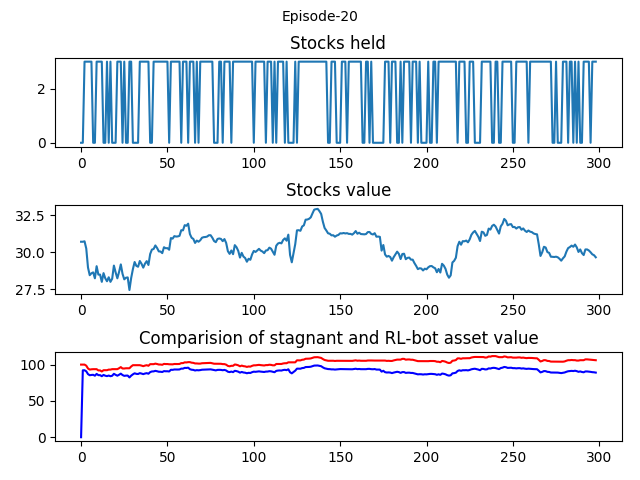 Episode-20
Stocks held
2
0
0 50 100 150 200 250 300
Stocks value
32.5
30.0
27.5
0 50 100 150 200 250 300
Comparision of stagnant and RL-bot asset value
100
50
0
0 50 100 150 200 250 300